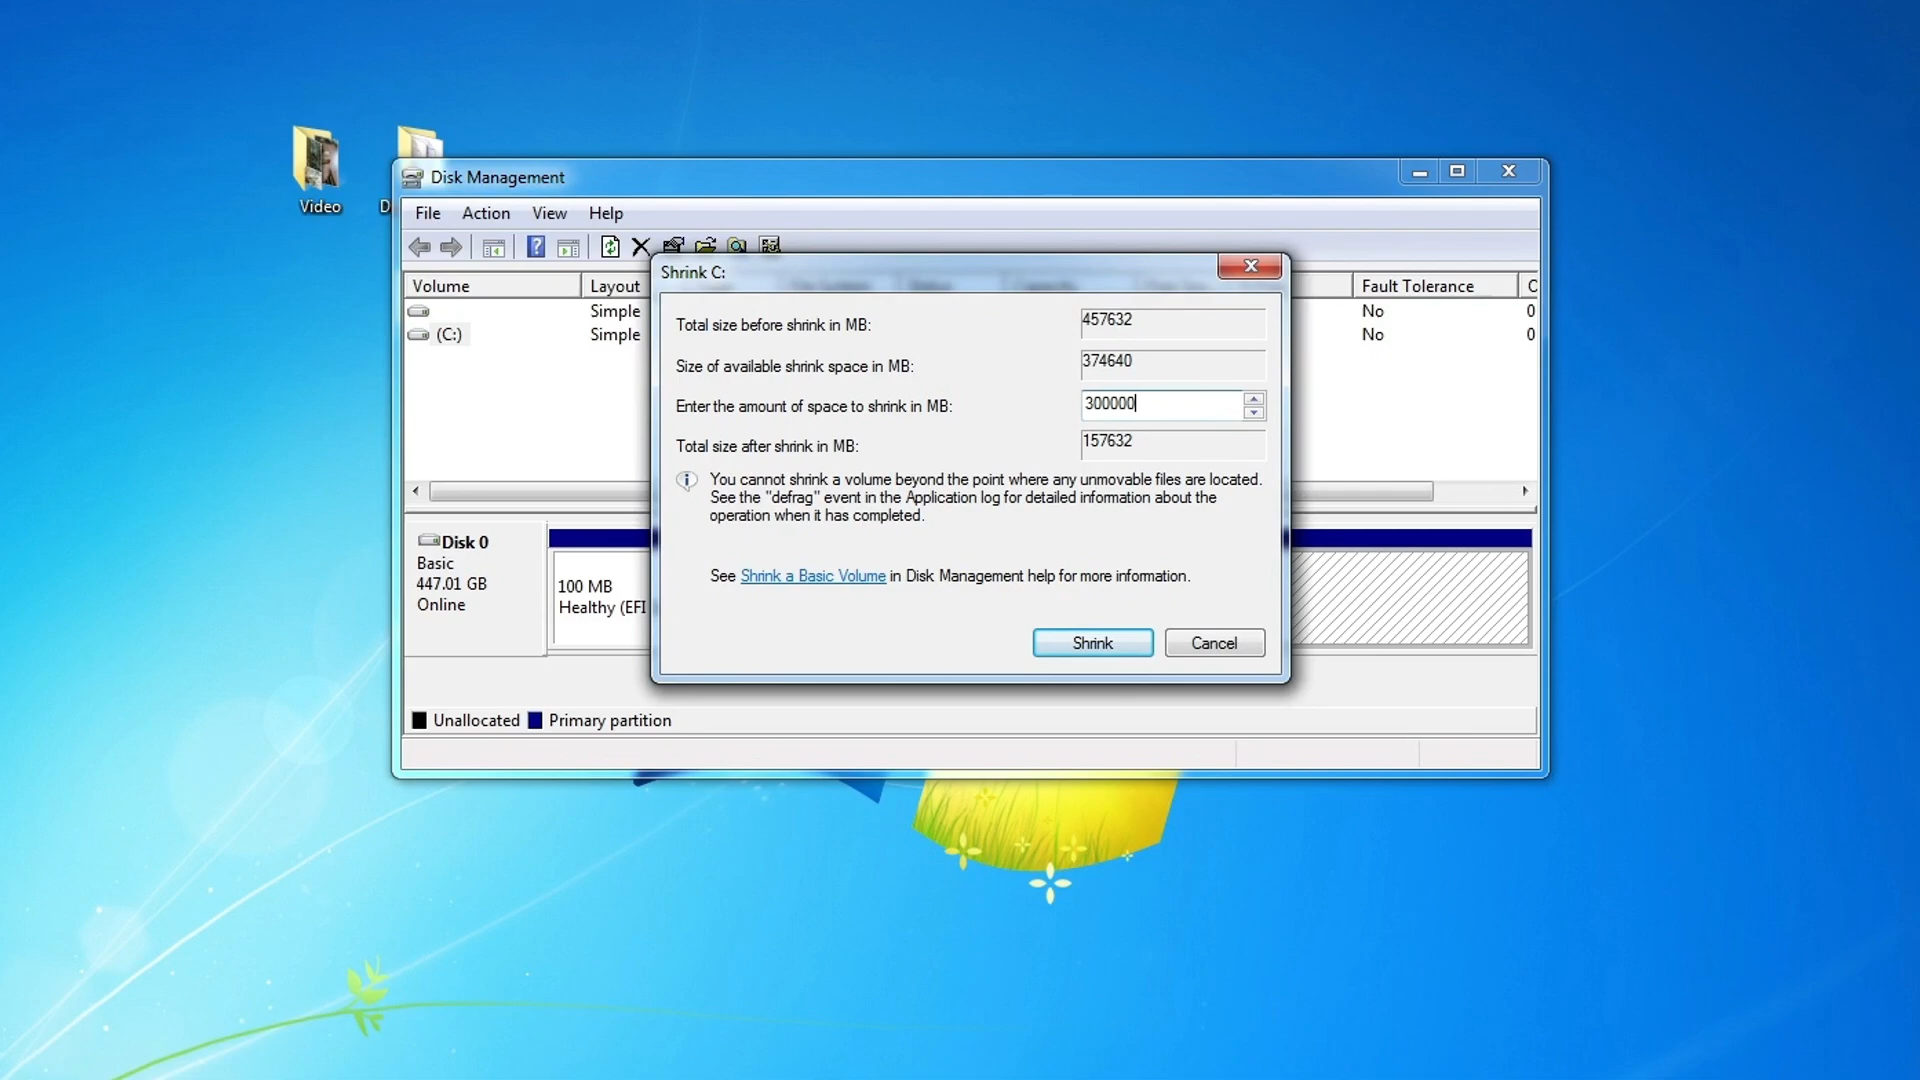 Video
D
Disk Management
File Action View Help
Shrink C:
Volume Layout Fault Tolerance C
Simple No 0
(C:) Simple No 0
Total size before shrink in MB: 457632
Size of available shrink space in MB: 374640
Enter the amount of space to shrink in MB: 300000
Total size after shrink in MB: 157632
You cannot shrink a volume beyond the point where any unmovable files are located.
See the "defrag" event in the Application log for detailed information about the
operation when it has completed.
See Shrink a Basic Volume in Disk Management help for more information.
Shrink Cancel
Disk 0
Basic
447.01 GB
Online
100 MB
Healthy (EFI
Unallocated Primary partition